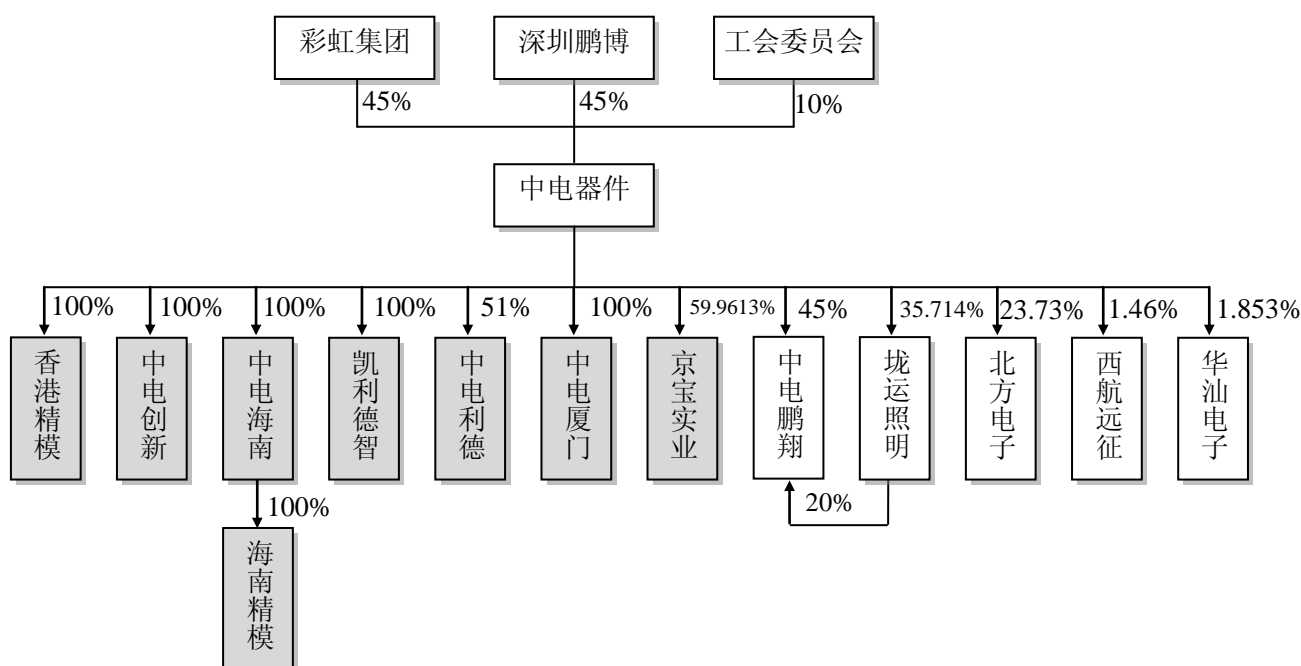 彩虹集团
深圳鹏博
工会委员会
45%
45%
10%
中电器件
100%
100%
100%
100%
51%
100%
59.9613%
45%
35.714%
23.73%
1.46%
1.853%
香港精模
中电创新
中电海南
凯利德智
中电利德
中电厦门
京宝实业
中电鹏翔
垅运照明
北方电子
西航远征
华汕电子
100%
20%
海南精模